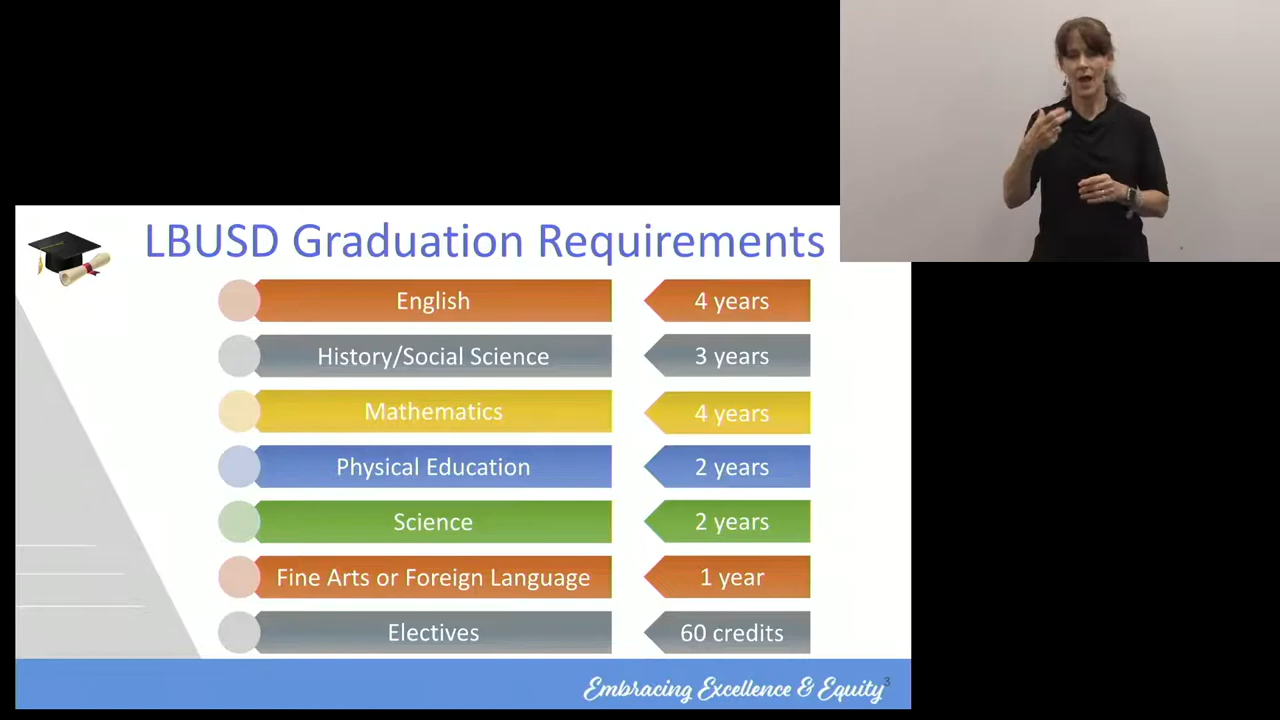 LBUSD Graduation Requirements
English 4 years
History/Social Science 3 years
Mathematics 4 years
Physical Education 2 years
Science 2 years
Fine Arts or Foreign Language 1 year
Electives 60 credits
Embracing Excellence & Equity 3